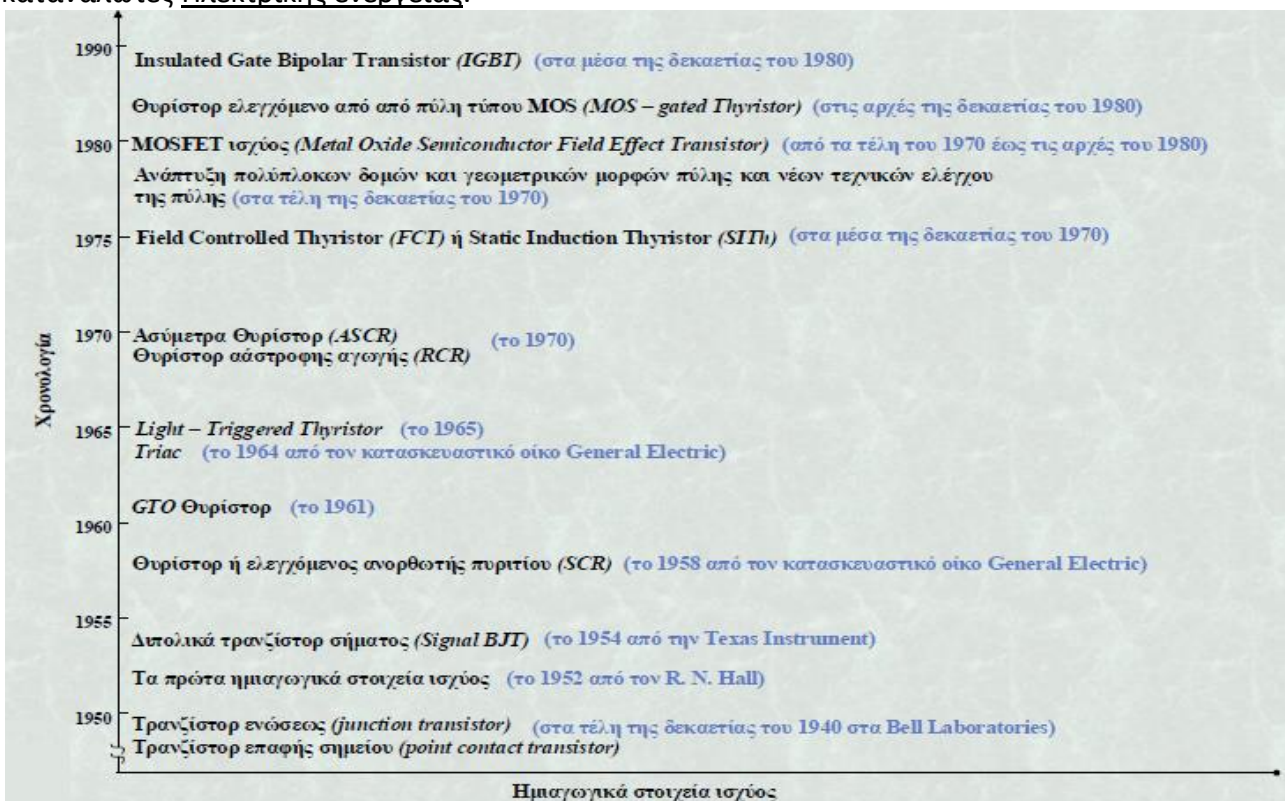 καταναλωτές Ηλεκτρικής ενέργειας.
1990
Insulated Gate Bipolar Transistor (IGBT) (στα μέσα της δεκαετίας του 1980)
Θυρίστορ ελεγχόμενο από από πύλη τύπου MOS (MOS – gated Thyristor) (στις αρχές της δεκαετίας του 1980)
1980 MOSFET ισχύος (Metal Oxide Semiconductor Field Effect Transistor) (από τα τέλη του 1970 έως τις αρχές του 1980)
Ανάπτυξη πολύπλοκων δομών και γεωμετρικών μορφών πύλης και νέων τεχνικών ελέγχου
της πύλης (στα τέλη της δεκαετίας του 1970)
1975 Field Controlled Thyristor (FCT) ή Static Induction Thyristor (SITh) (στα μέσα της δεκαετίας του 1970)
Χρονολογία
1970 Ασύμετρα Θυρίστορ (ASCR) (το 1970)
Θυρίστορ αάστροφης αγωγής (RCR)
1965 Light – Triggered Thyristor (το 1965)
Triac (το 1964 από τον κατασκευαστικό οίκο General Electric)
GTO Θυρίστορ (το 1961)
1960
Θυρίστορ ή ελεγχόμενος ανορθωτής πυριτίου (SCR) (το 1958 από τον κατασκευαστικό οίκο General Electric)
1955
Διπολικά τρανζίστορ σήματος (Signal BJT) (το 1954 από την Texas Instrument)
Τα πρώτα ημιαγωγικά στοιχεία ισχύος (το 1952 από τον R. N. Hall)
1950
Τρανζίστορ ενώσεως (junction transistor) (στα τέλη της δεκαετίας του 1940 στα Bell Laboratories)
Τρανζίστορ επαφής σημείου (point contact transistor)
Ημιαγωγικά στοιχεία ισχύος